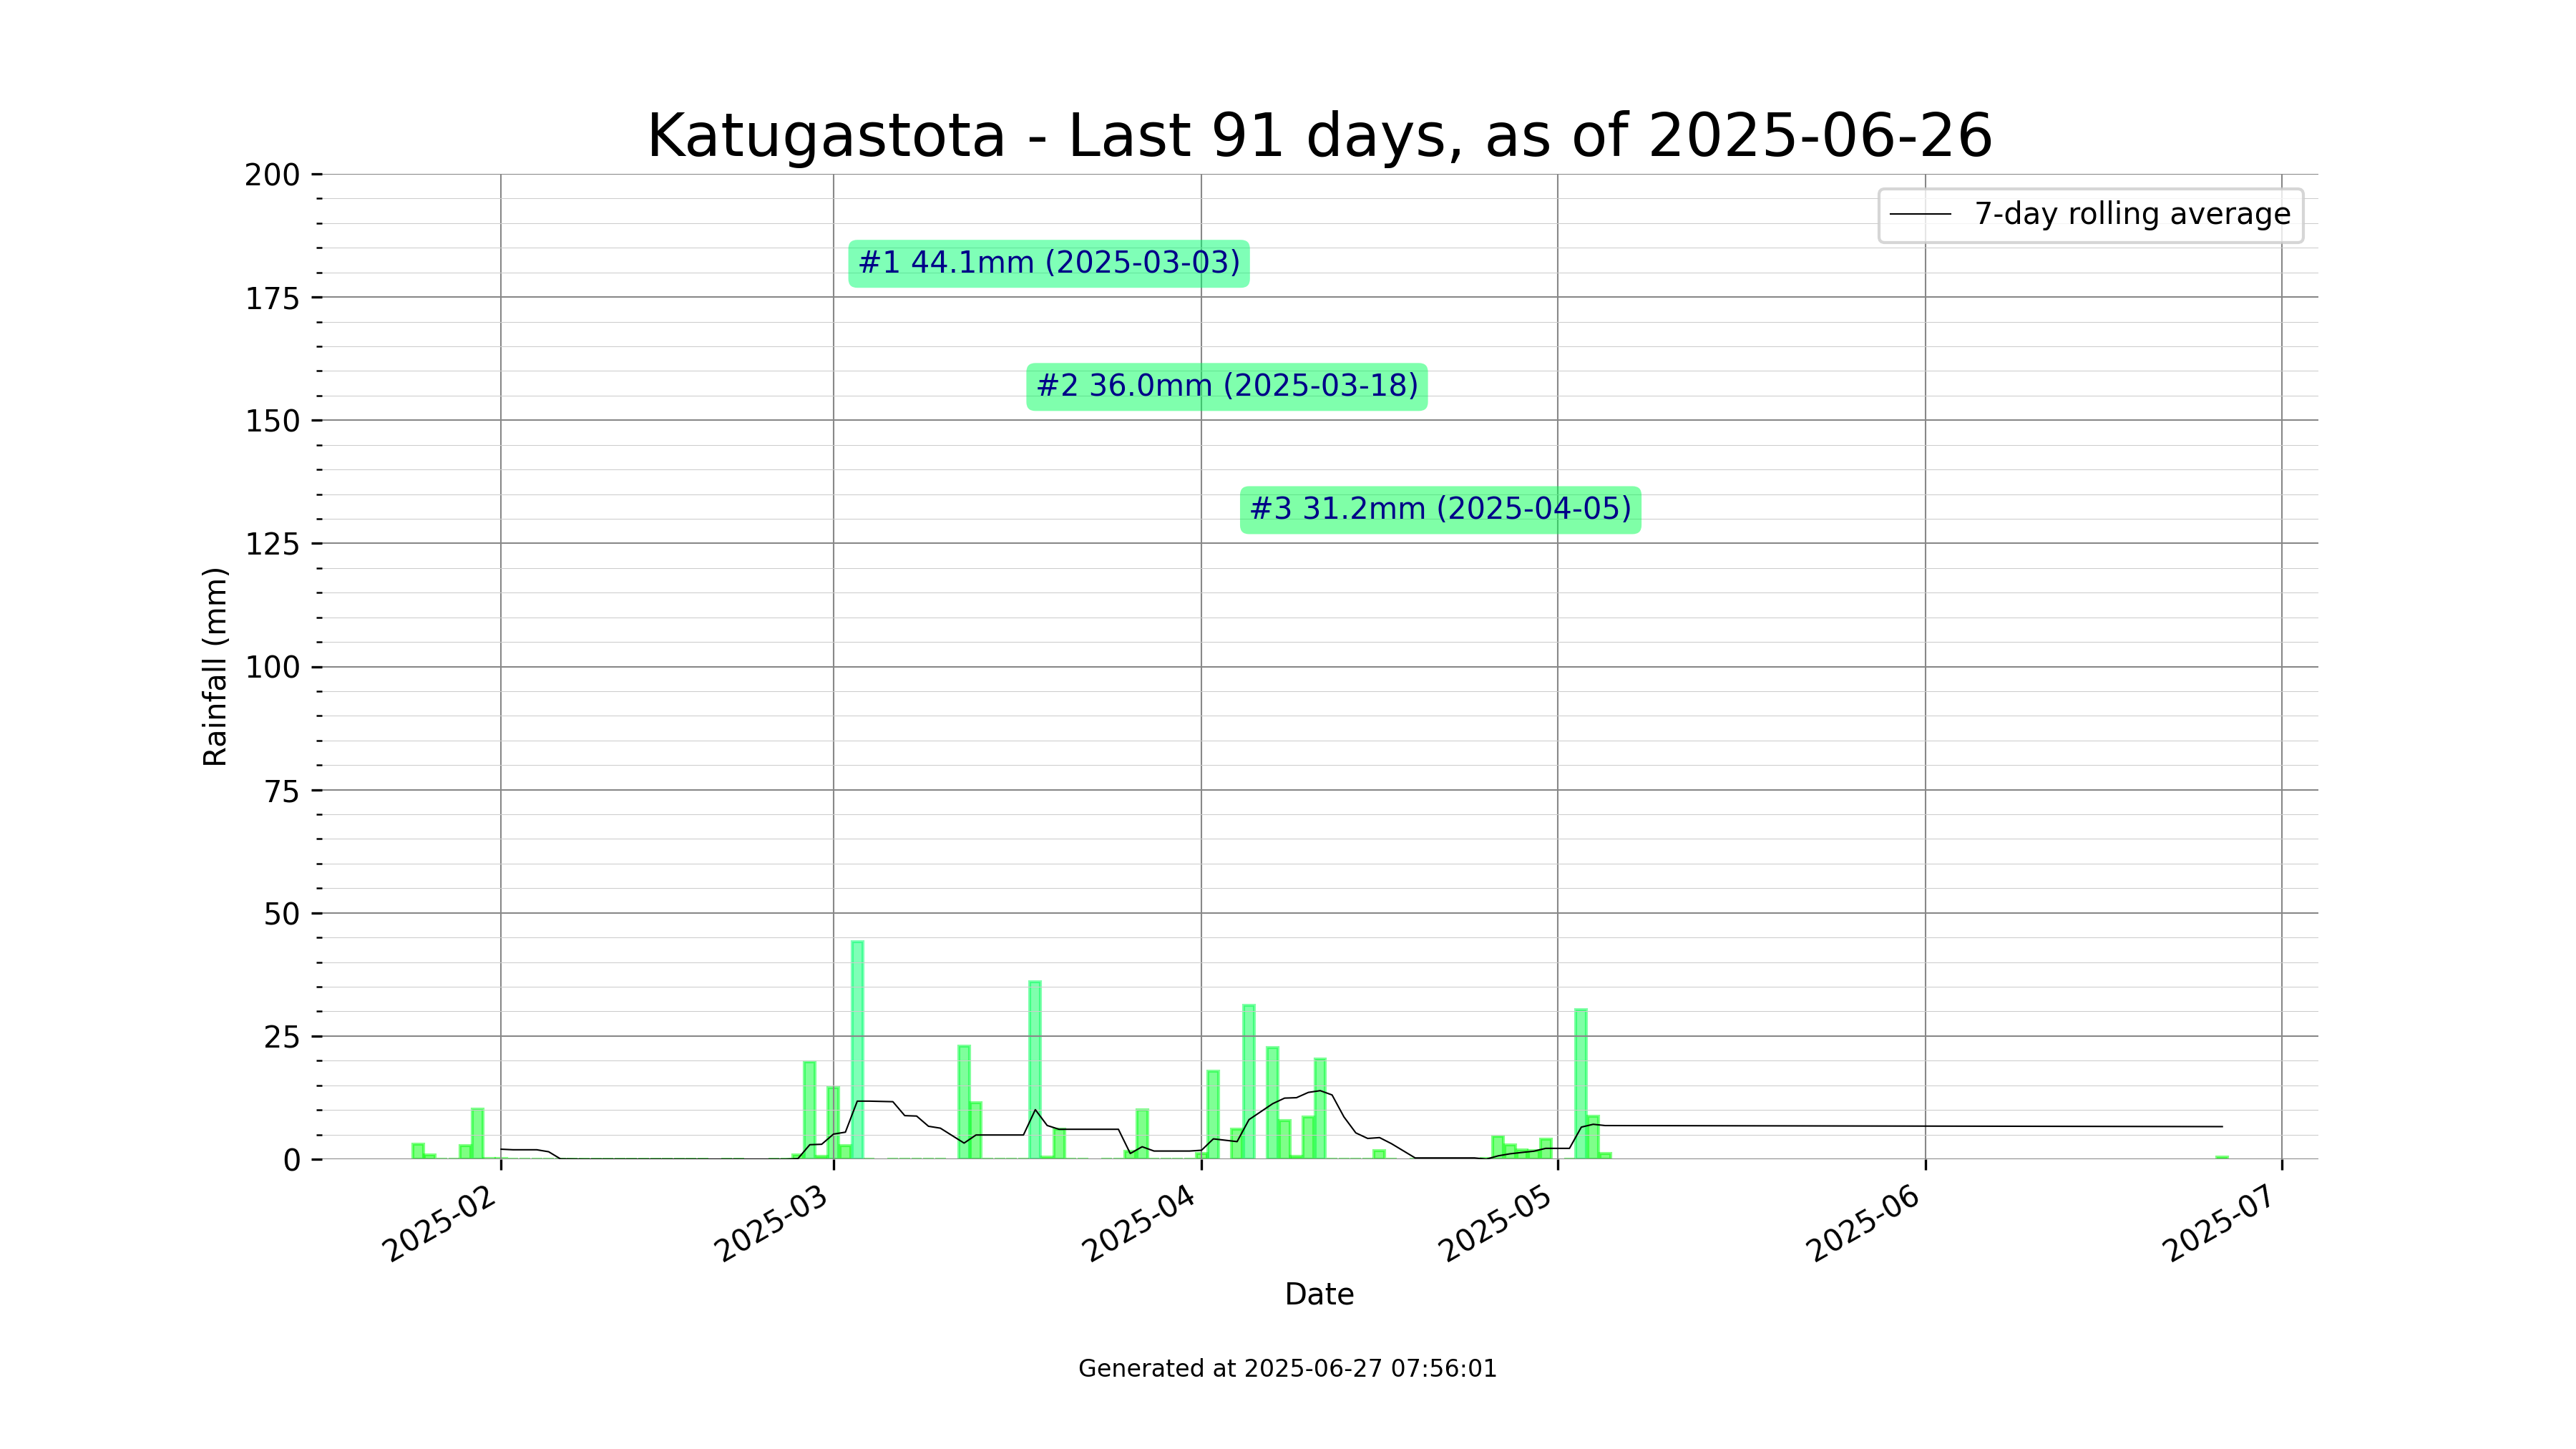 Katugastota - Last 91 days, as of 2025-06-26
200
175
150
125
100
75
50
25
0
Rainfall (mm)
7-day rolling average
#1 44.1mm (2025-03-03)
#2 36.0mm (2025-03-18)
#3 31.2mm (2025-04-05)
2025-02
2025-03
2025-04
2025-05
2025-06
2025-07
Date
Generated at 2025-06-27 07:56:01